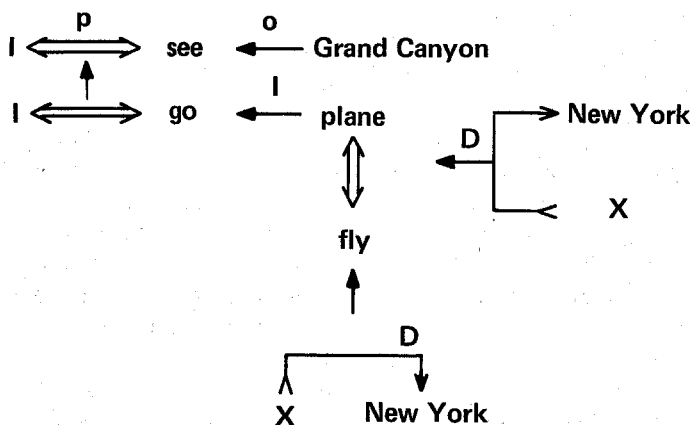 p o
I see Grand Canyon
I
I go plane New York
D
X
fly
D
X New York